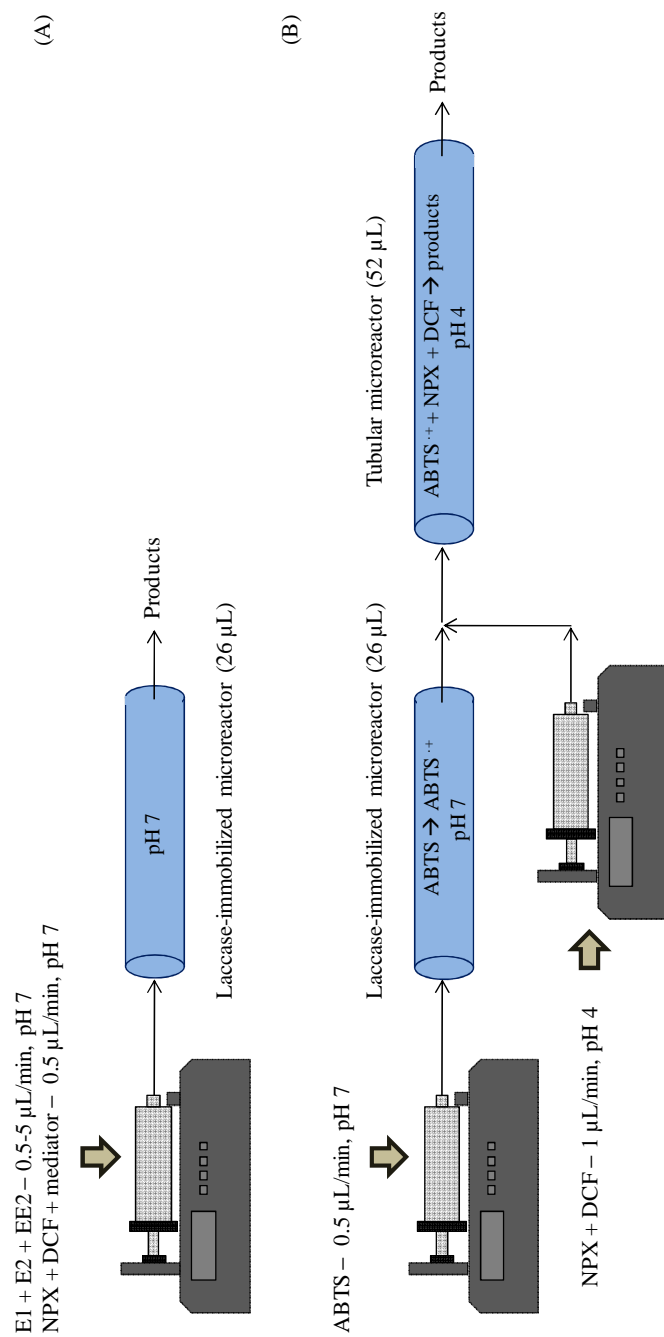 (A)
E1 + E2 + EE2 – 0.5-5 µL/min, pH 7
NPX + DCF + mediator – 0.5 µL/min, pH 7
pH 7
Products
Laccase-immobilized microreactor (26 µL)
(B)
ABTS – 0.5 µL/min, pH 7
Laccase-immobilized microreactor (26 µL)
ABTS → ABTS ·+
pH 7
Tubular microreactor (52 µL)
ABTS ·+ + NPX + DCF → products
pH 4
Products
NPX + DCF – 1 µL/min, pH 4